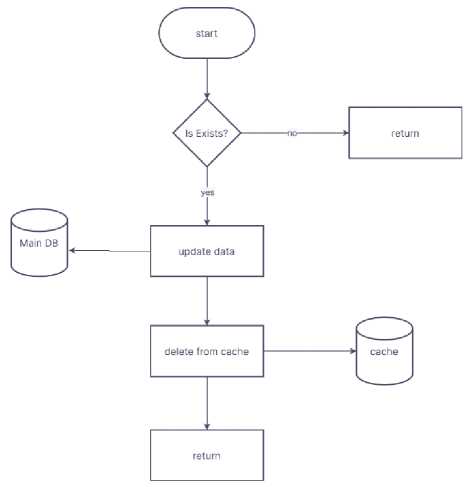 start
Is Exists?
no
return
yes
Main DB
update data
delete from cache
cache
return